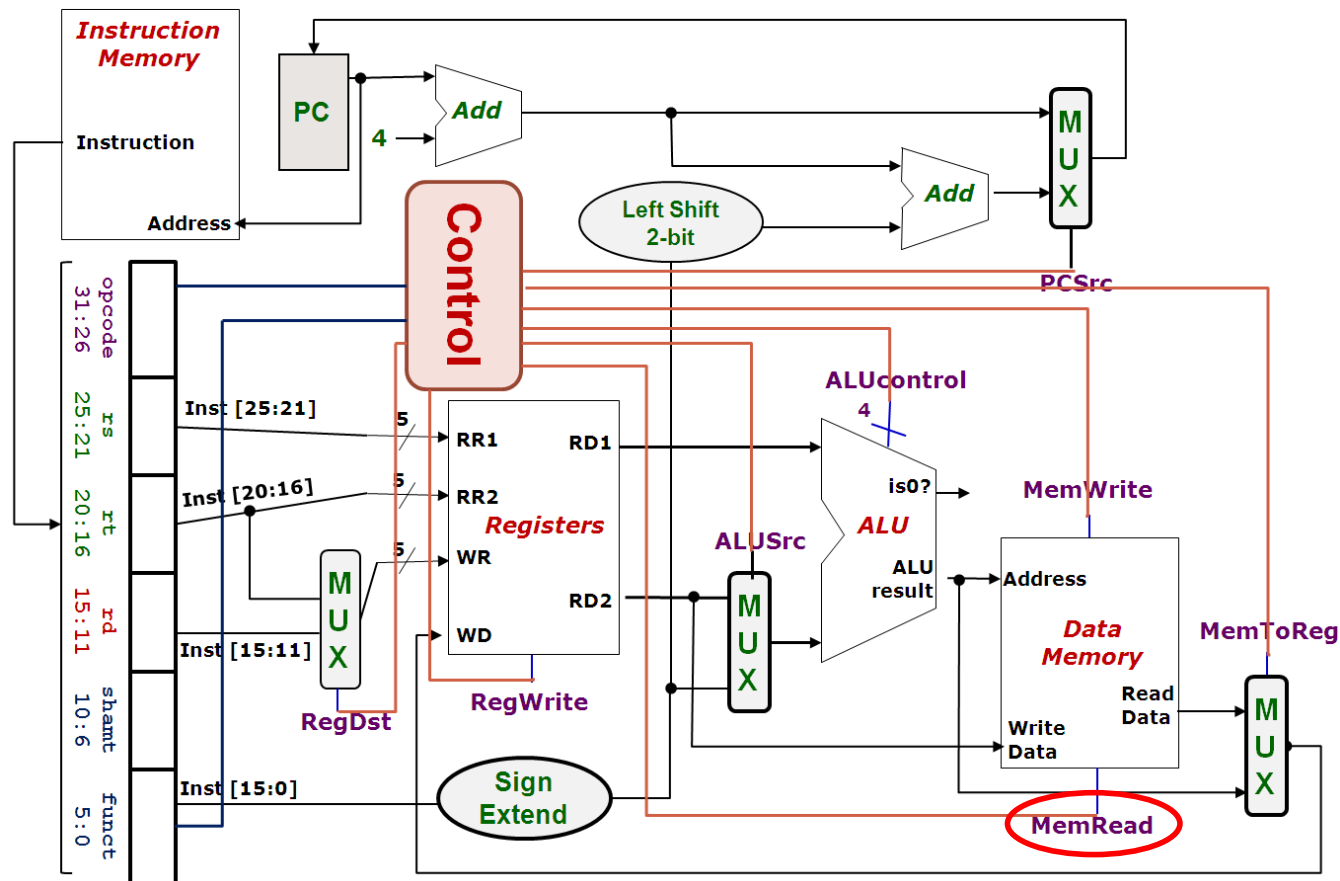 Instruction
Memory
Instruction
Address
PC
4
Add
Add
M
U
X
PCSrc
Left Shift
2-bit
Control
opcode
31:26
rs
25:21
rt
20:16
rd
15:11
shamt
10:6
funct
5:0
Inst [25:21]
5
Inst [20:16]
5
5
M
U
X
Inst [15:11]
RegDst
Inst [15:0]
RR1
RR2
WR
WD
RD1
RD2
Registers
RegWrite
Sign
Extend
ALUSrc
M
U
X
ALUcontrol
4
is0?
ALU
ALU
result
MemWrite
Address
Data
Memory
Read
Data
Write
Data
MemRead
MemToReg
M
U
X